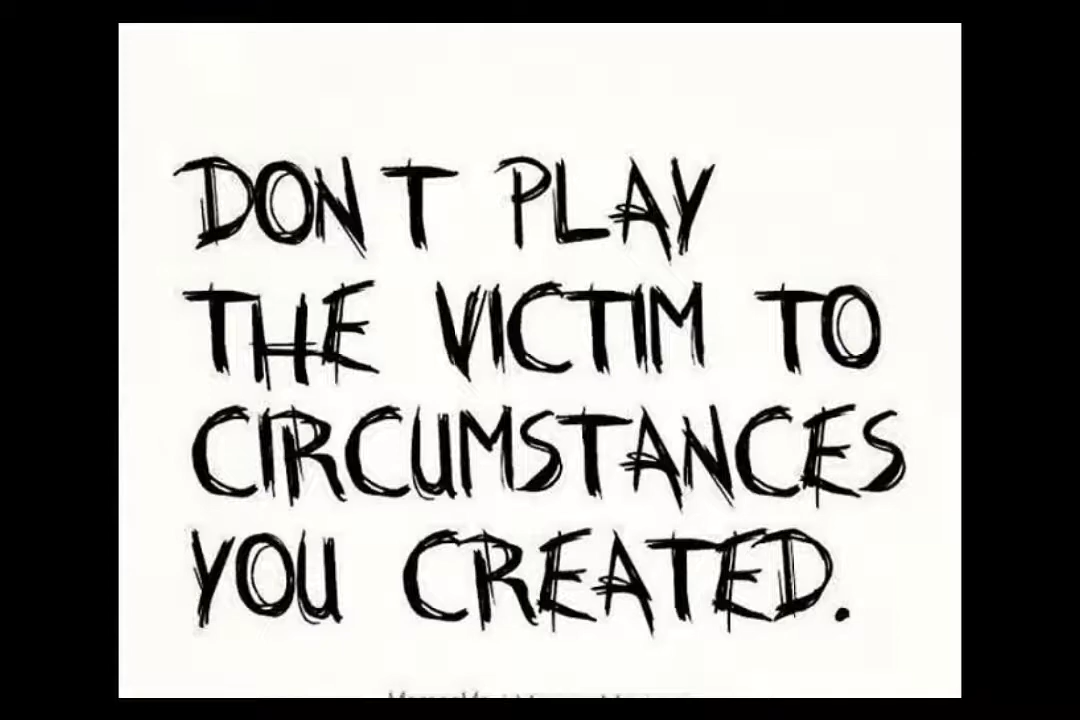 DON T PLAY
THE VICTIM TO
CIRCUMSTANCES
YOU CREATED.